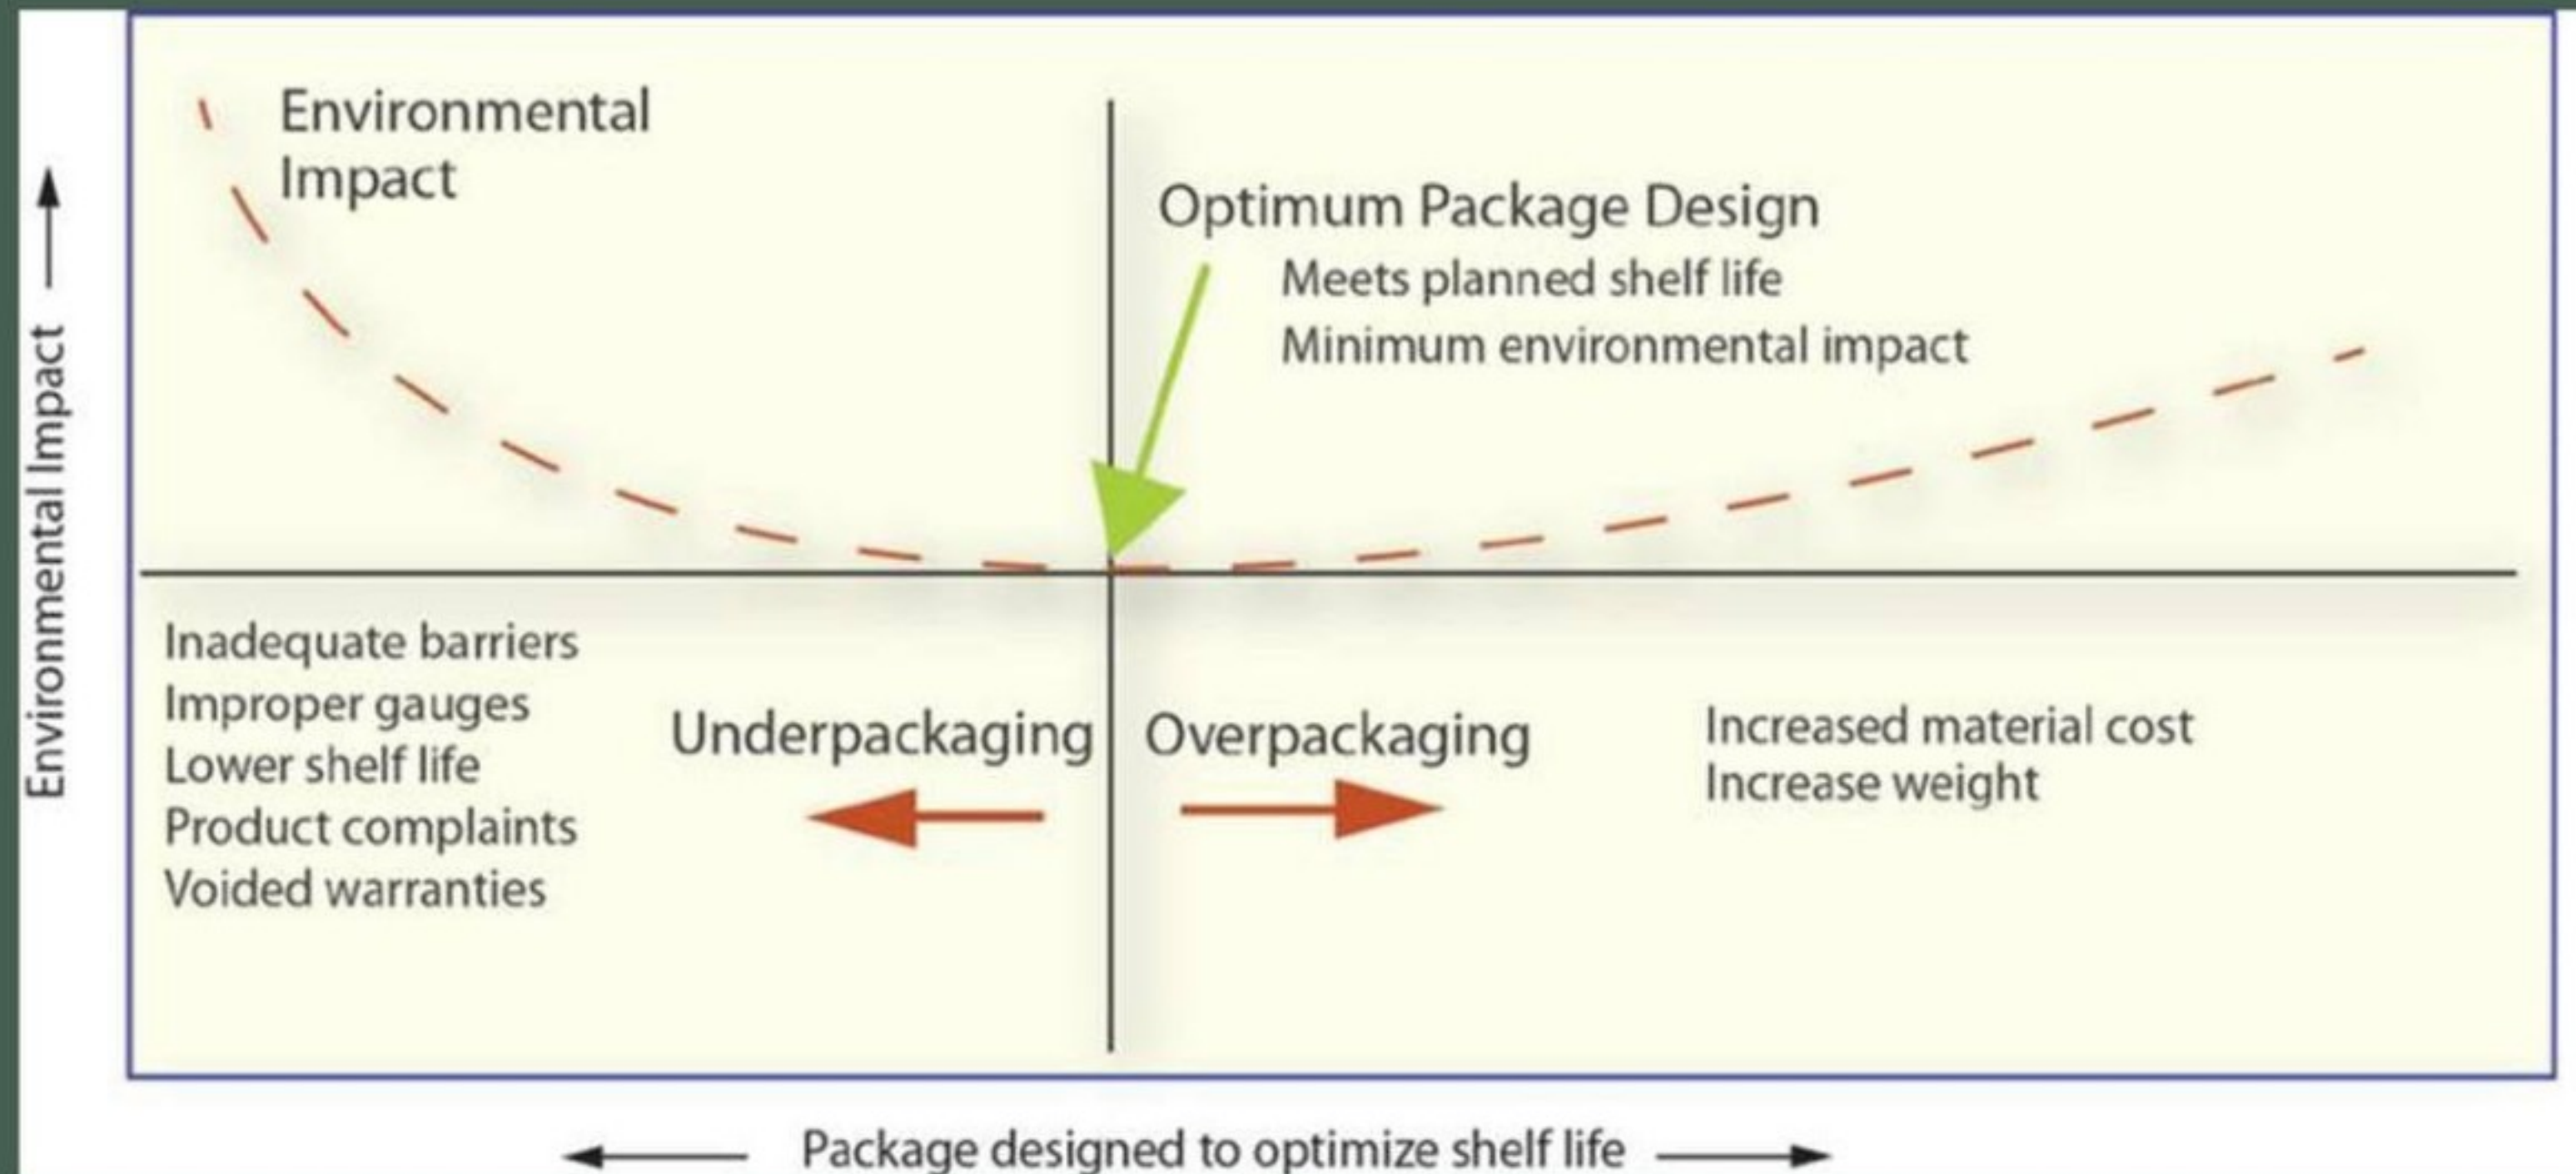 Environmental
Impact
Optimum Package Design
Meets planned shelf life
Minimum environmental impact
Environmental Impact
Inadequate barriers
Improper gauges
Lower shelf life
Product complaints
Voided warranties
Underpackaging
Overpackaging
Increased material cost
Increase weight
Package designed to optimize shelf life